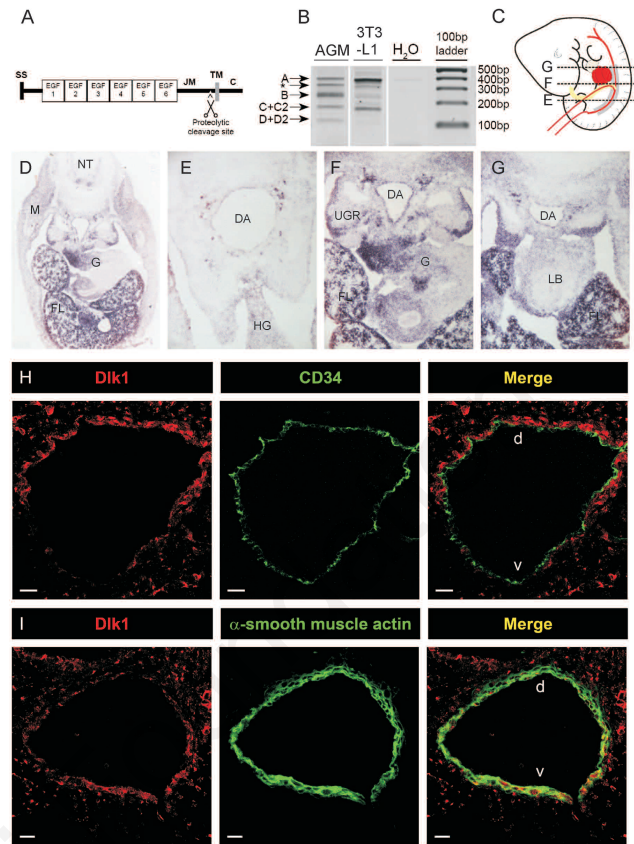 A
SS
EGF 1
EGF 2
EGF 3
EGF 4
EGF 5
EGF 6
JM
TM
C
Proteolytic
cleavage site
B
AGM
3T3
-L1
H2O
100bp
ladder
A
*
B
C+C2
D+D2
500bp
400bp
300bp
200bp
100bp
C
G
F
E
D
NT
M
G
FL
E
DA
HG
F
DA
UGR
G
FL
G
DA
LB
FL
H
Dlk1
CD34
Merge
d
v
I
Dlk1
α-smooth muscle actin
Merge
d
v